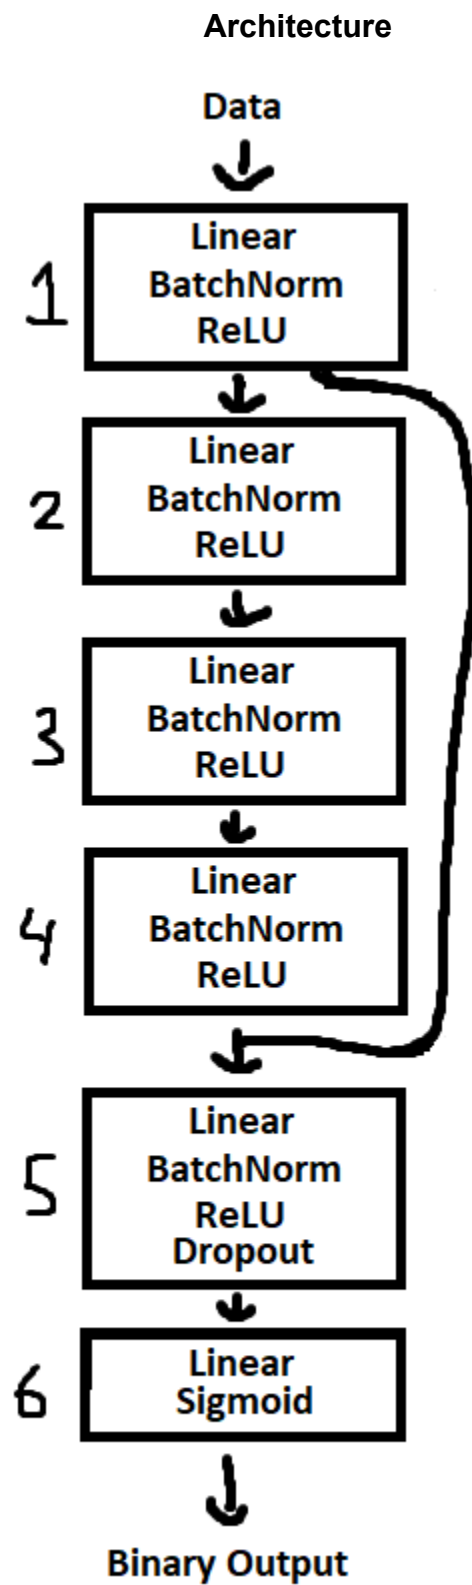 Architecture
Data
1
Linear
BatchNorm
ReLU
2
Linear
BatchNorm
ReLU
3
Linear
BatchNorm
ReLU
4
Linear
BatchNorm
ReLU
5
Linear
BatchNorm
ReLU
Dropout
6
Linear
Sigmoid
Binary Output